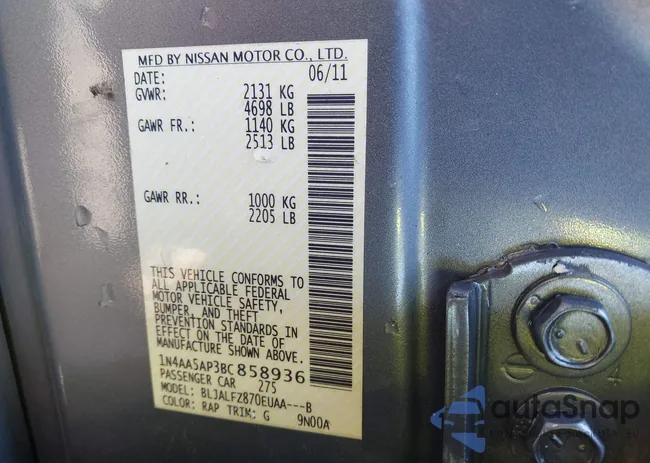 MFD BY NISSAN MOTOR CO., LTD.
DATE: 06/11
GVWR: 2131 KG
4698 LB
GAWR FR.: 1140 KG
2513 LB
GAWR RR.: 1000 KG
2205 LB
THIS VEHICLE CONFORMS TO
ALL APPLICABLE FEDERAL
MOTOR VEHICLE SAFETY,
BUMPER, AND THEFT
PREVENTION STANDARDS IN
EFFECT ON THE DATE OF
MANUFACTURE SHOWN ABOVE.
1N4AA5AP3BC858936
PASSENGER CAR 275
MODEL: BLJALFZ870EUAA---B
COLOR: RAP TRIM: G 9N00A
4
autoSnap